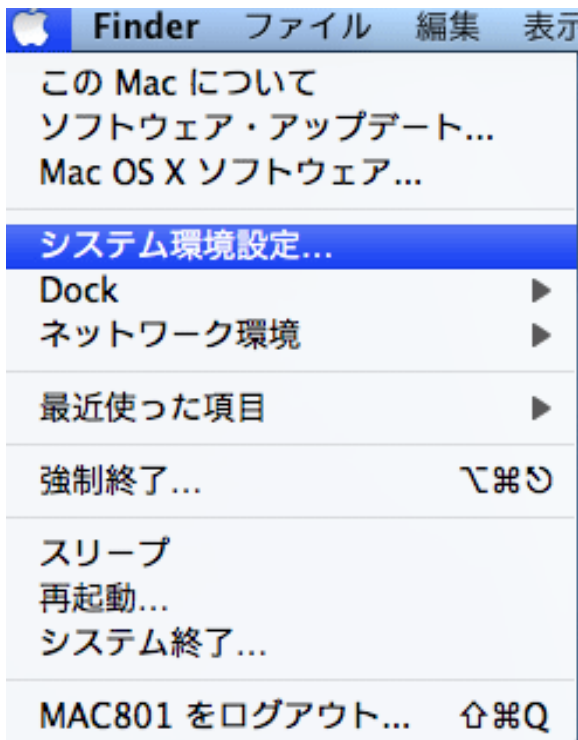 Finder ファイル 編集 表示
この Mac について
ソフトウェア・アップデート...
Mac OS X ソフトウェア...
システム環境設定...
Dock ▶
ネットワーク環境 ▶
最近使った項目 ▶
強制終了... ⌥⌘⎋
スリープ
再起動...
システム終了...
MAC801 をログアウト... ⇧⌘Q